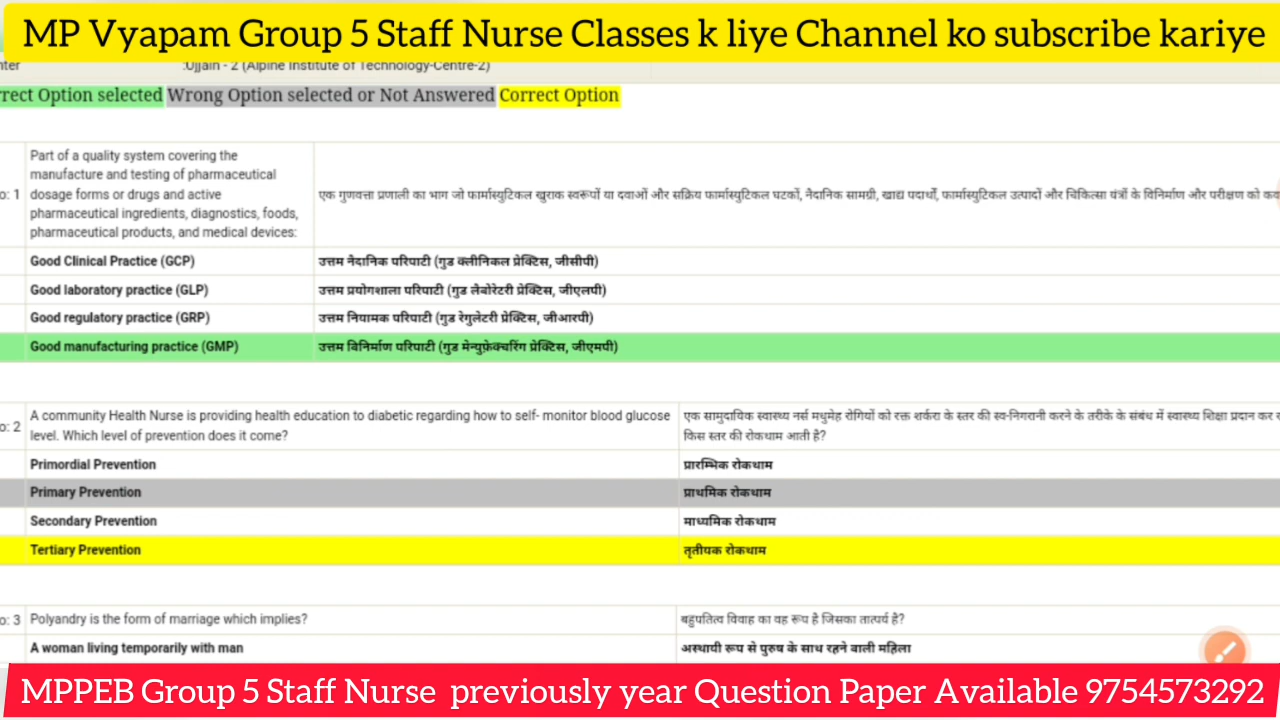 MP Vyapam Group 5 Staff Nurse Classes k liye Channel ko subscribe kariye
nter :Ujjain - 2 (Alpine Institute of Technology-Centre-2)
rrect Option selected Wrong Option selected or Not Answered Correct Option
Part of a quality system covering the
manufacture and testing of pharmaceutical
o: 1 dosage forms or drugs and active एक गुणवत्ता प्रणाली का भाग जो फार्मास्युटिकल खुराक स्वरूपों या दवाओं और सक्रिय फार्मास्युटिकल घटकों, नैदानिक सामग्री, खाद्य पदार्थों, फार्मास्युटिकल उत्पादों और चिकित्सा यंत्रों के विनिर्माण और परीक्षण को
pharmaceutical ingredients, diagnostics, foods,
pharmaceutical products, and medical devices:
Good Clinical Practice (GCP) उत्तम नैदानिक परिपाटी (गुड क्लीनिकल प्रेक्टिस, जीसीपी)
Good laboratory practice (GLP) उत्तम प्रयोगशाला परिपाटी (गुड लैबोरेटरी प्रेक्टिस, जीएलपी)
Good regulatory practice (GRP) उत्तम नियामक परिपाटी (गुड रेगुलेटरी प्रेक्टिस, जीआरपी)
Good manufacturing practice (GMP) उत्तम विनिर्माण परिपाटी (गुड मेन्युफ़ेक्चरिंग प्रेक्टिस, जीएमपी)
o: 2 A community Health Nurse is providing health education to diabetic regarding how to self- monitor blood glucose एक सामुदायिक स्वास्थ्य नर्स मधुमेह रोगियों को रक्त शर्करा के स्तर की स्व-निगरानी करने के तरीके के संबंध में स्वास्थ्य शिक्षा प्रदान कर
level. Which level of prevention does it come? किस स्तर की रोकथाम आती है?
Primordial Prevention प्रारम्भिक रोकथाम
Primary Prevention प्राथमिक रोकथाम
Secondary Prevention माध्यमिक रोकथाम
Tertiary Prevention तृतीयक रोकथाम
o: 3 Polyandry is the form of marriage which implies? बहुपतित्व विवाह का वह रूप है जिसका तात्पर्य है?
A woman living temporarily with man अस्थायी रूप से पुरुष के साथ रहने वाली महिला
MPPEB Group 5 Staff Nurse previously year Question Paper Available 9754573292